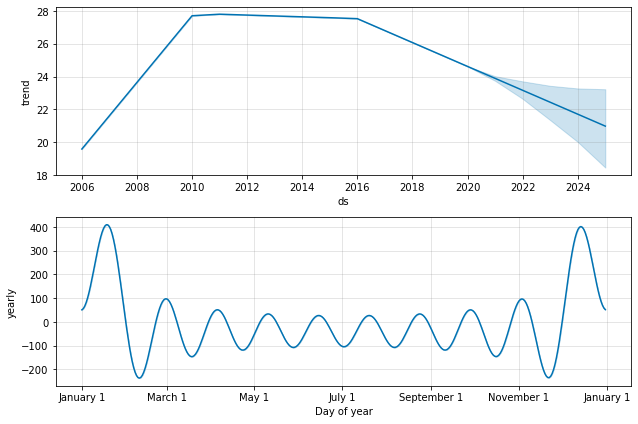 28
26
24
22
20
18
trend
2006 2008 2010 2012 2014 2016 2018 2020 2022 2024
ds
400
300
200
100
0
−100
−200
yearly
January 1 March 1 May 1 July 1 September 1 November 1 January 1
Day of year